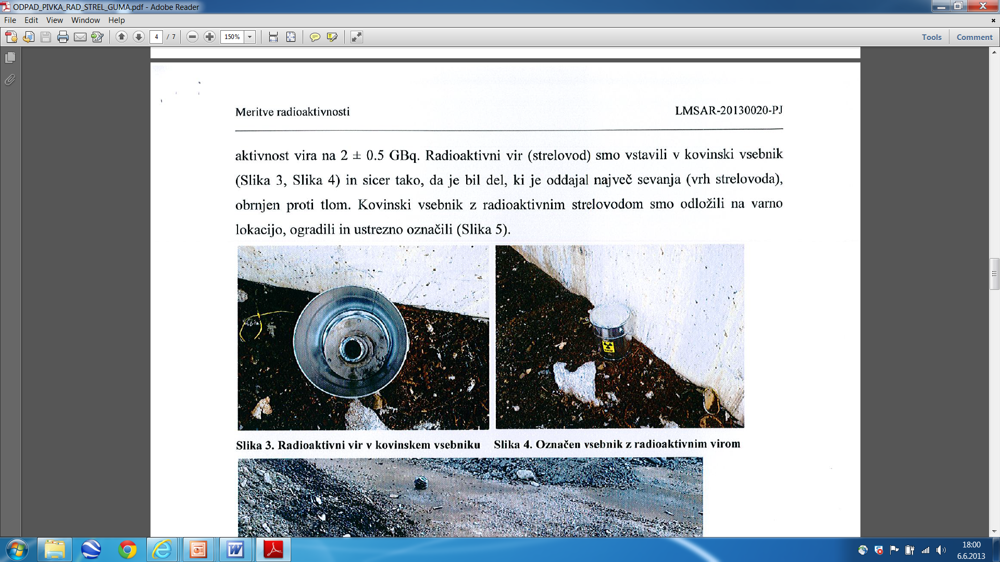 ODPAD_PIVKA_RAD_STREL_GUMA.pdf - Adobe Reader
File Edit View Window Help
4 / 7 150% Tools Comment
Meritve radioaktivnosti LMSAR-20130020-PJ
aktivnost vira na 2 ± 0.5 GBq. Radioaktivni vir (strelovod) smo vstavili v kovinski vsebnik
(Slika 3, Slika 4) in sicer tako, da je bil del, ki je oddajal največ sevanja (vrh strelovoda),
obrnjen proti tlom. Kovinski vsebnik z radioaktivnim strelovodom smo odložili na varno
lokacijo, ogradili in ustrezno označili (Slika 5).
Slika 3. Radioaktivni vir v kovinskem vsebniku Slika 4. Označen vsebnik z radioaktivnim virom
18:00
6.6.2013